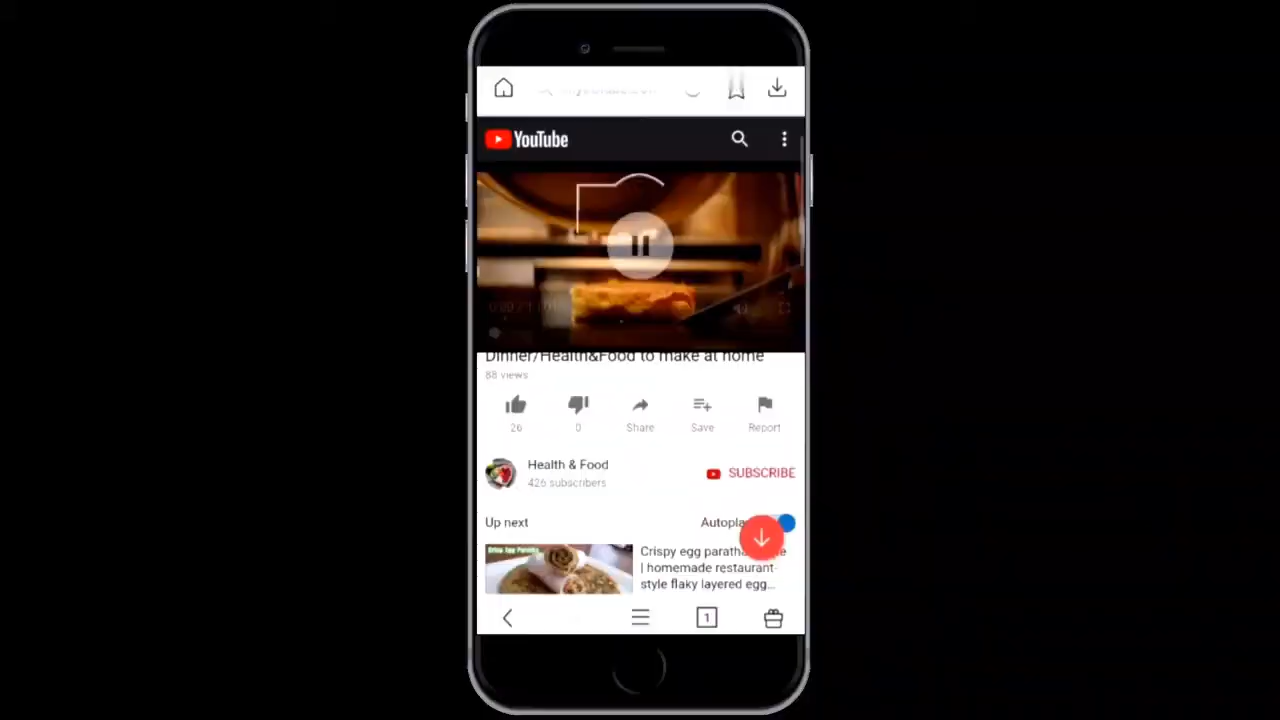 YouTube
Dinner/Health&Food to make at home
88 views
26
0
Share
Save
Report
Health & Food
426 subscribers
SUBSCRIBE
Up next
Crispy egg
| homemade restaurant-
style flaky layered egg...
1